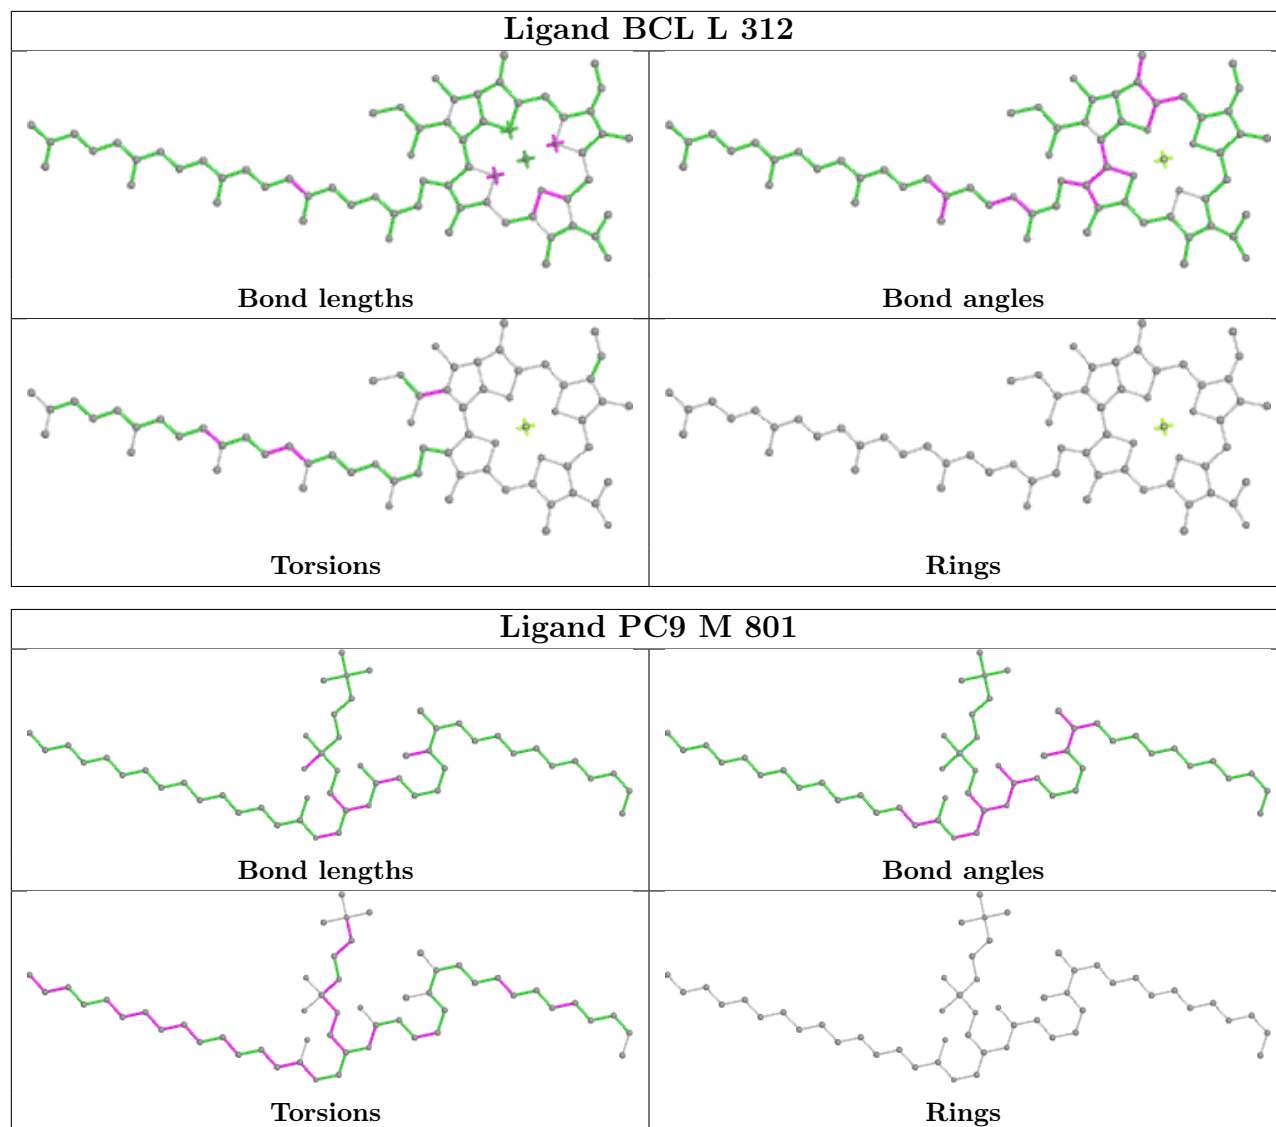 Ligand BCL L 312
Bond lengths
Bond angles
Torsions
Rings
Ligand PC9 M 801
Bond lengths
Bond angles
Torsions
Rings